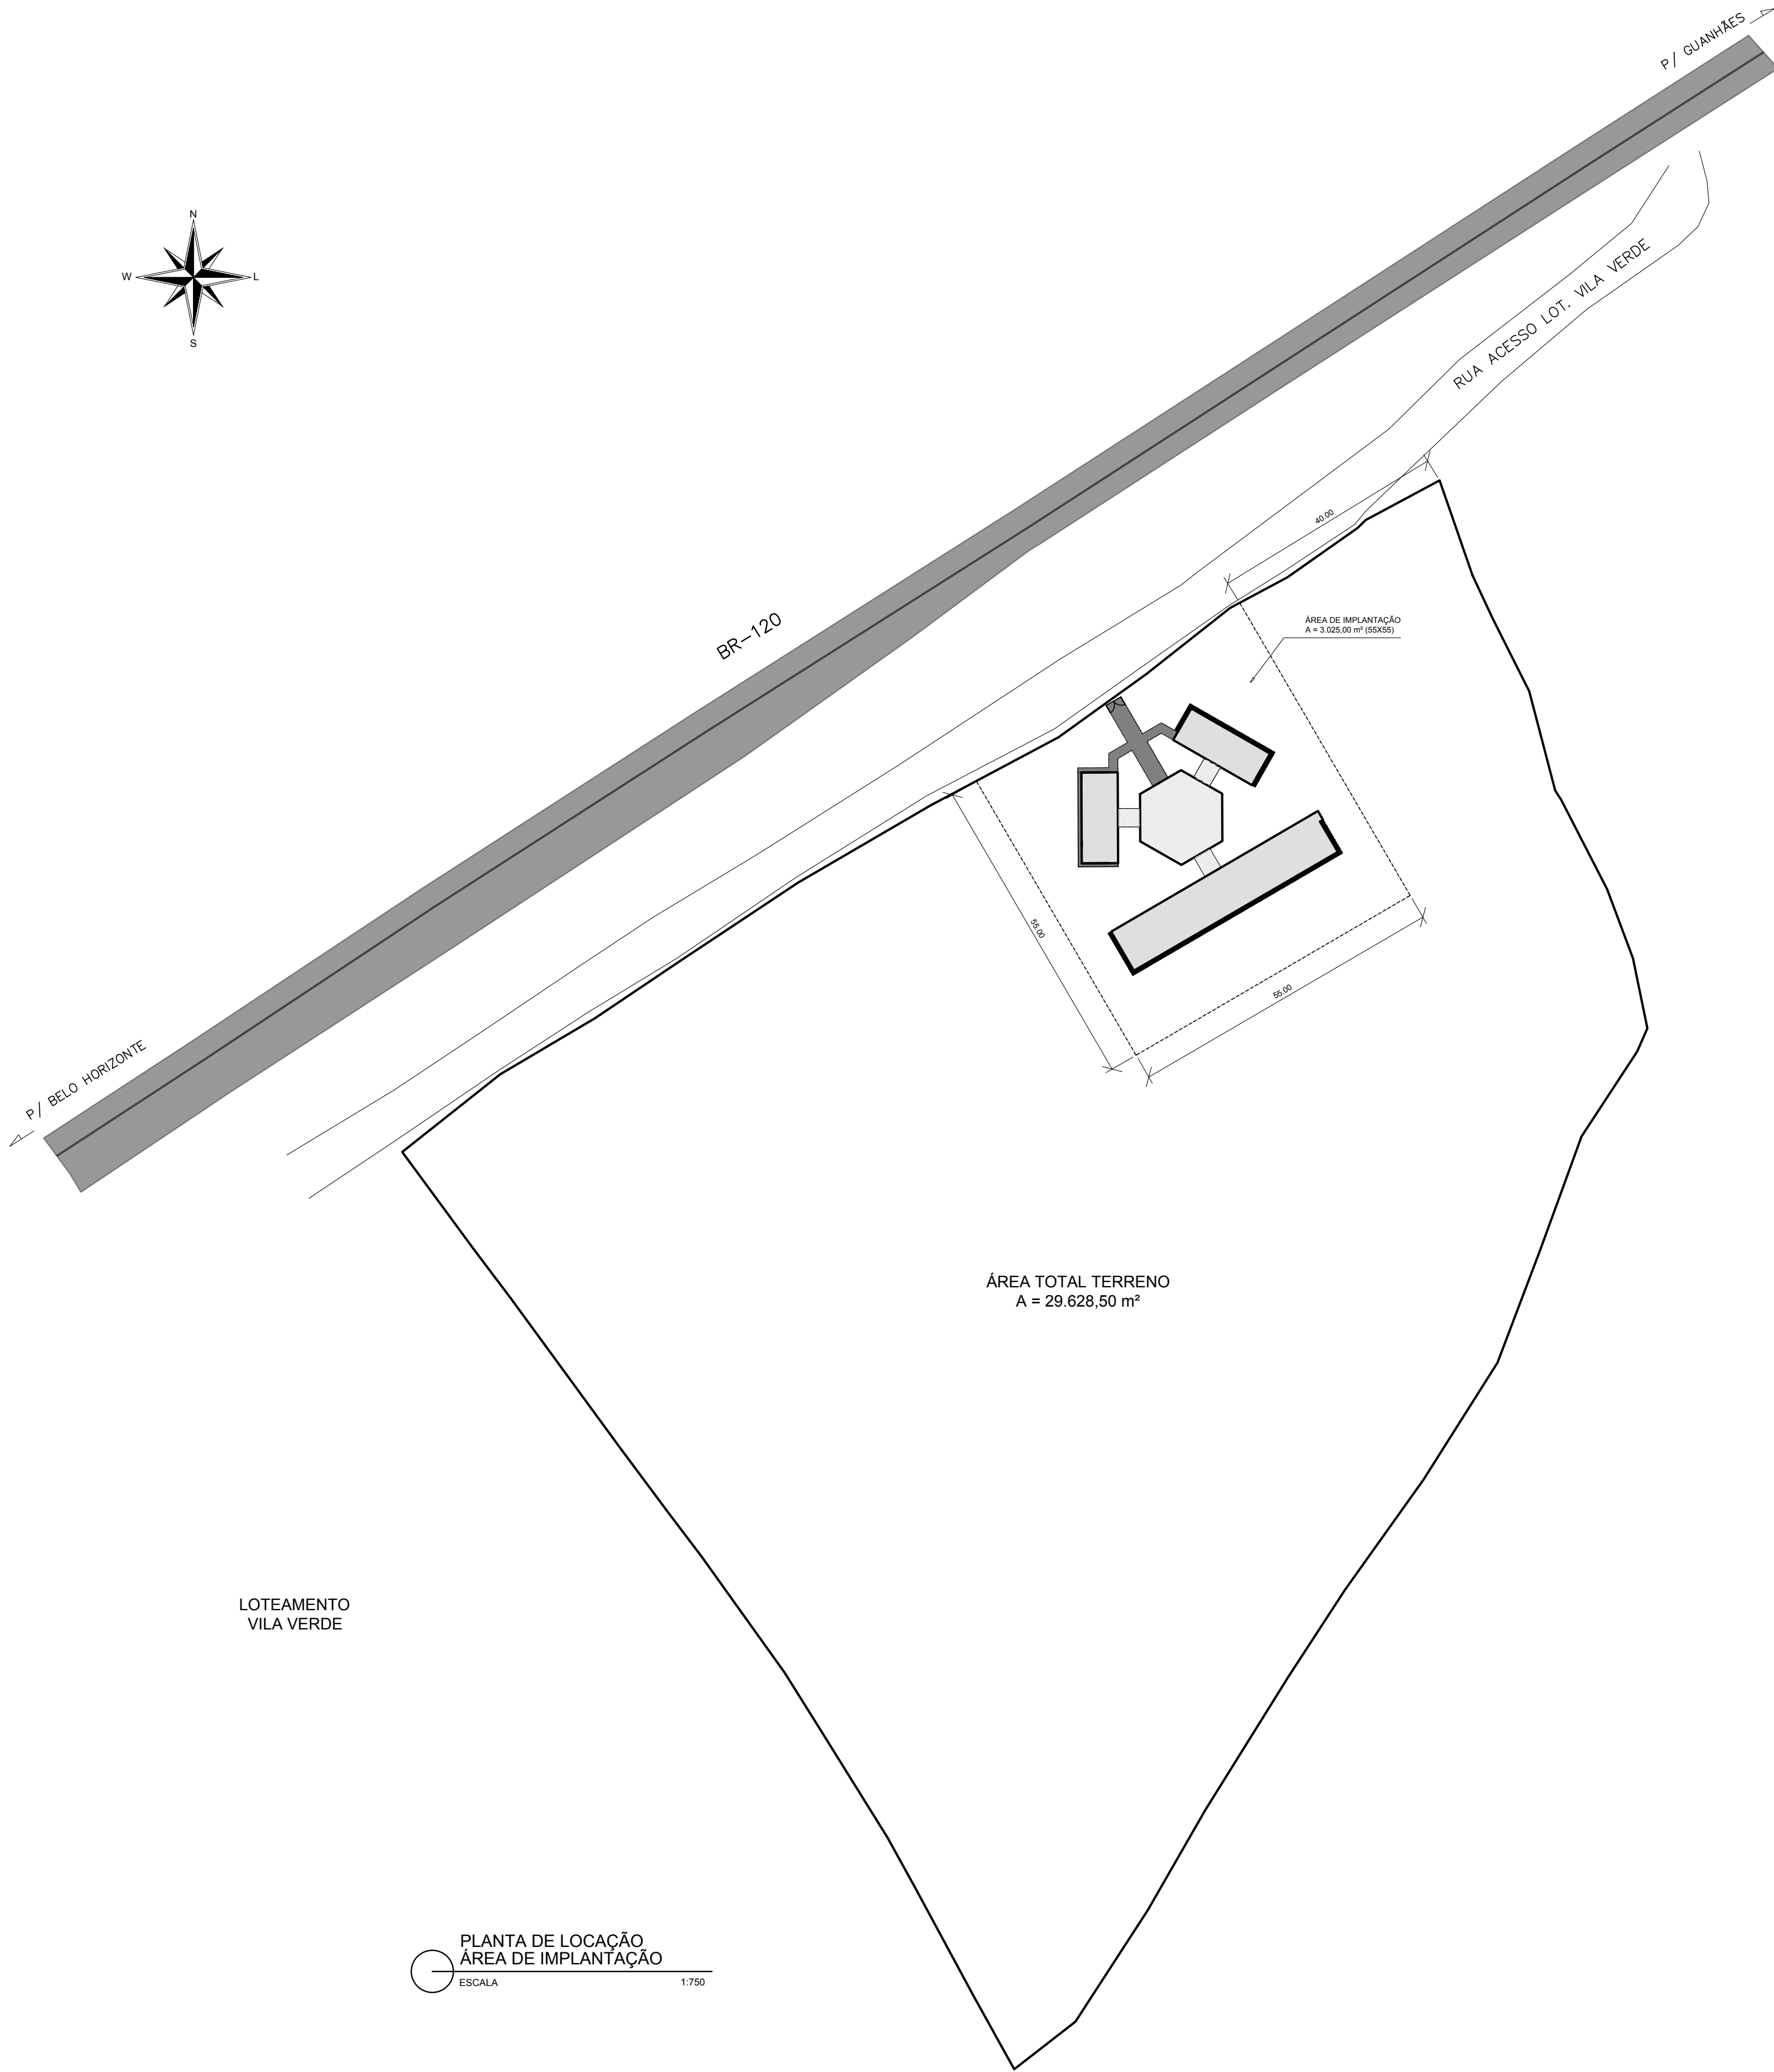 P/ GUANHÃES
N
W
L
S
RUA ACESSO LOT. VILA VERDE
40.00
BR-120
ÁREA DE IMPLANTAÇÃO
A = 3.025,00 m² (55X55)
55.00
55.00
P/ BELO HORIZONTE
ÁREA TOTAL TERRENO
A = 29.628,50 m²
LOTEAMENTO
VILA VERDE
PLANTA DE LOCAÇÃO
ÁREA DE IMPLANTAÇÃO
ESCALA 1:750